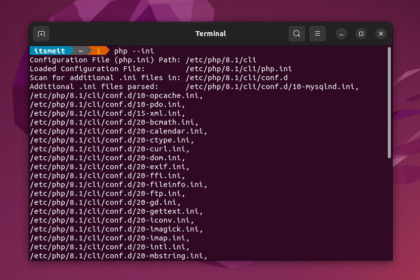 Terminal
itsmeit ~ 1 php --ini
Configuration File (php.ini) Path: /etc/php/8.1/cli
Loaded Configuration File: /etc/php/8.1/cli/php.ini
Scan for additional .ini files in: /etc/php/8.1/cli/conf.d
Additional .ini files parsed: /etc/php/8.1/cli/conf.d/10-mysqlnd.ini,
/etc/php/8.1/cli/conf.d/10-opcache.ini,
/etc/php/8.1/cli/conf.d/10-pdo.ini,
/etc/php/8.1/cli/conf.d/15-xml.ini,
/etc/php/8.1/cli/conf.d/20-bcmath.ini,
/etc/php/8.1/cli/conf.d/20-calendar.ini,
/etc/php/8.1/cli/conf.d/20-ctype.ini,
/etc/php/8.1/cli/conf.d/20-curl.ini,
/etc/php/8.1/cli/conf.d/20-dom.ini,
/etc/php/8.1/cli/conf.d/20-exif.ini,
/etc/php/8.1/cli/conf.d/20-ffi.ini,
/etc/php/8.1/cli/conf.d/20-fileinfo.ini,
/etc/php/8.1/cli/conf.d/20-ftp.ini,
/etc/php/8.1/cli/conf.d/20-gd.ini,
/etc/php/8.1/cli/conf.d/20-gettext.ini,
/etc/php/8.1/cli/conf.d/20-iconv.ini,
/etc/php/8.1/cli/conf.d/20-imagick.ini,
/etc/php/8.1/cli/conf.d/20-imap.ini,
/etc/php/8.1/cli/conf.d/20-intl.ini,
/etc/php/8.1/cli/conf.d/20-mbstring.ini,